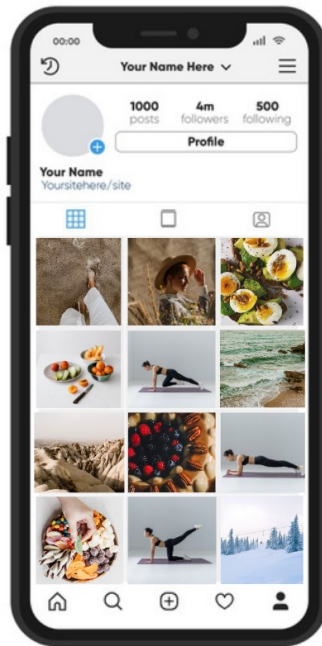 00:00
Your Name Here
1000 4m 500
posts followers following
Profile
Your Name
Yoursitehere/site